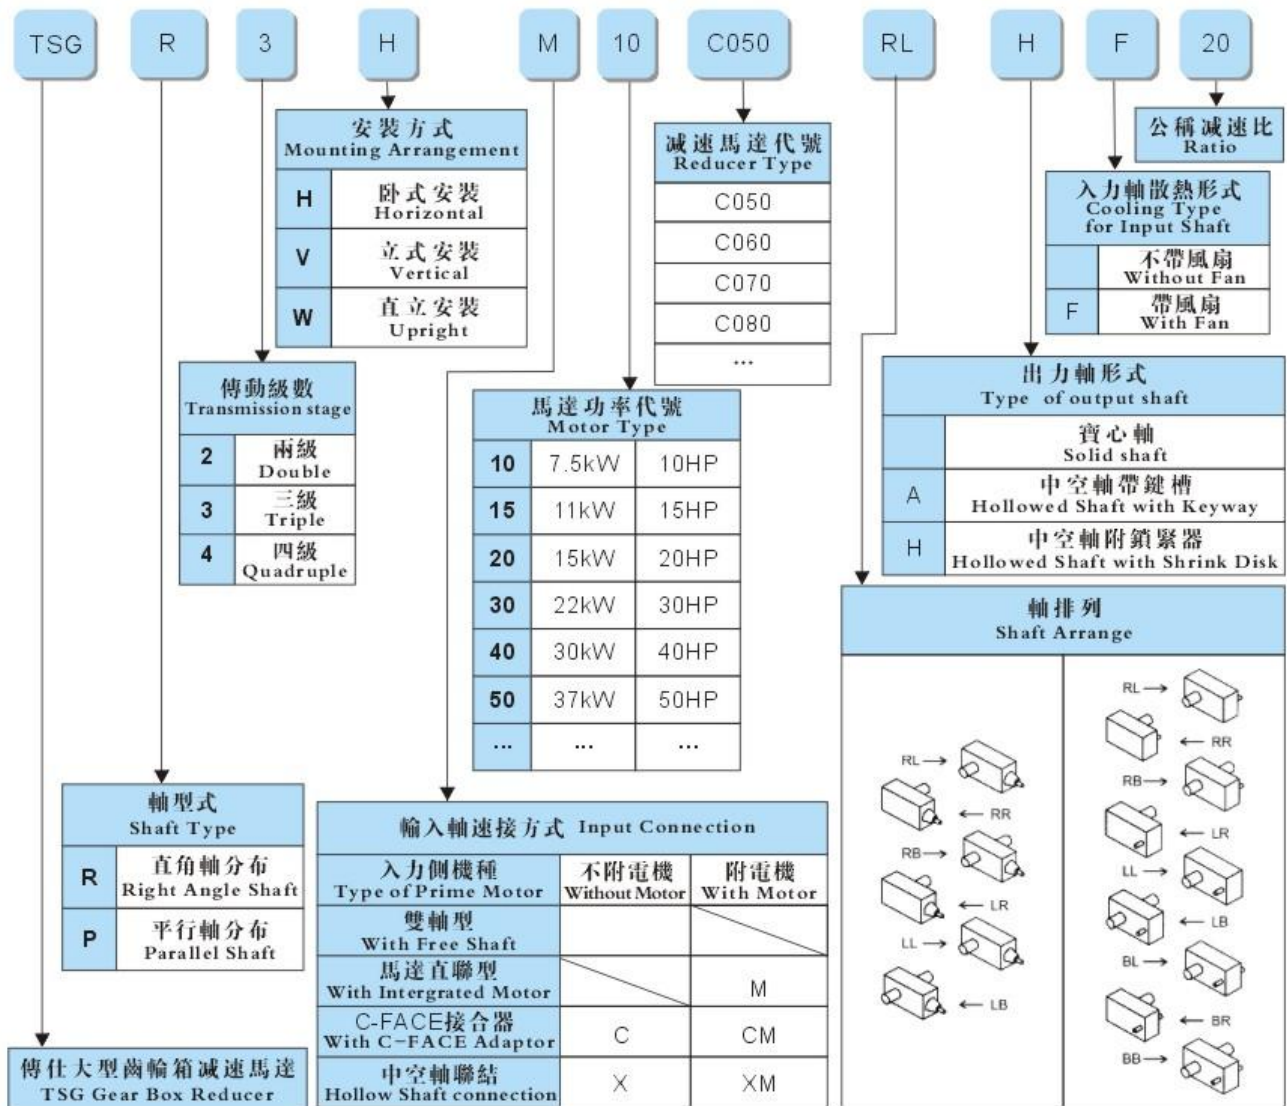 TSG R 3 H M 10 C050 RL H F 20
安裝方式
Mounting Arrangement
H 卧式安裝
Horizontal
V 立式安裝
Vertical
W 直立安裝
Upright
减速馬達代號
Reducer Type
C050
C060
C070
C080
...
公稱减速比
Ratio
入力軸散熱形式
Cooling Type
for Input Shaft
不帶風扇
Without Fan
F 帶風扇
With Fan
傳動級數
Transmission stage
2 兩級
Double
3 三級
Triple
4 四級
Quadruple
馬達功率代號
Motor Type
10 7.5kW 10HP
15 11kW 15HP
20 15kW 20HP
30 22kW 30HP
40 30kW 40HP
50 37kW 50HP
... ... ...
出力軸形式
Type of output shaft
寶心軸
Solid shaft
A 中空軸帶鍵槽
Hollowed Shaft with Keyway
H 中空軸附鎖緊器
Hollowed Shaft with Shrink Disk
軸排列
Shaft Arrange
RL
RR
RB
LR
LL
LB
RL
RR
RB
LR
LL
LB
BL
BR
BB
軸型式
Shaft Type
R 直角軸分布
Right Angle Shaft
P 平行軸分布
Parallel Shaft
輸入軸速接方式 Input Connection
入力側機種 不附電機 附電機
Type of Prime Motor Without Motor With Motor
雙軸型
With Free Shaft
馬達直聯型
With Intergrated Motor M
C-FACE接合器
With C-FACE Adaptor C CM
中空軸聯結
Hollow Shaft connection X XM
傳仕大型齒輪箱减速馬達
TSG Gear Box Reducer